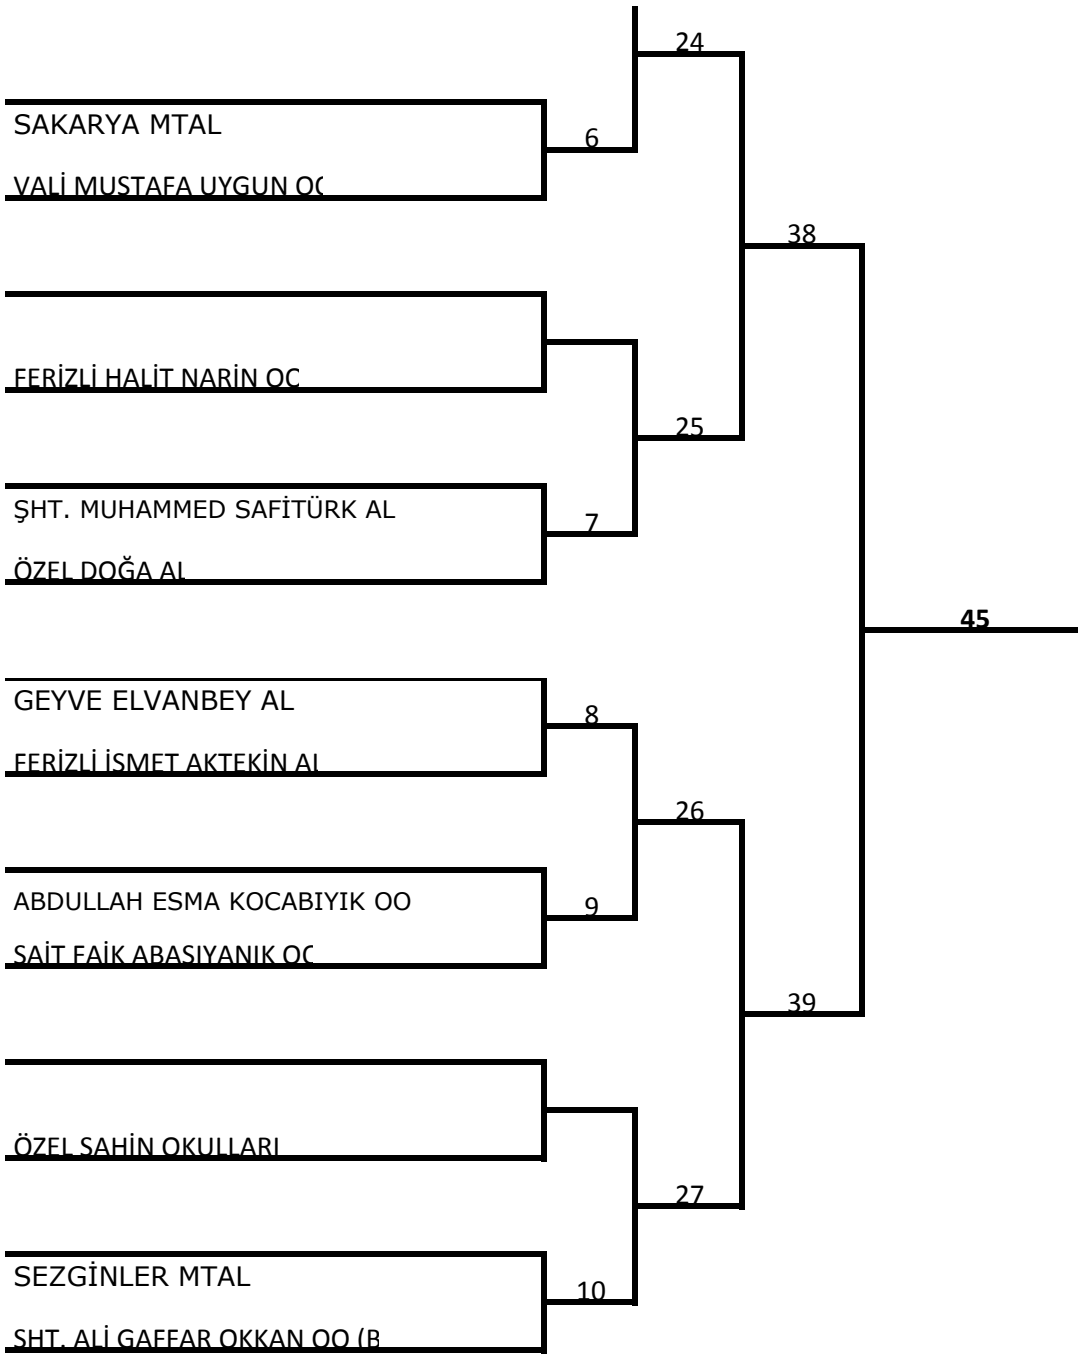 24
SAKARYA MTAL
6
VALİ MUSTAFA UYGUN OO
38
FERİZLİ HALİT NARİN OO
25
ŞHT. MUHAMMED SAFİTÜRK AL
7
ÖZEL DOĞA AL
45
GEYVE ELVANBEY AL
8
FERİZLİ İSMET AKTEKİN AL
26
ABDULLAH ESMA KOCABIYIK OO
9
SAİT FAİK ABASIYANIK OO
39
ÖZEL SAHİN OKULLARI
27
SEZGİNLER MTAL
10
SHT. ALİ GAFFAR OKKAN OO (B